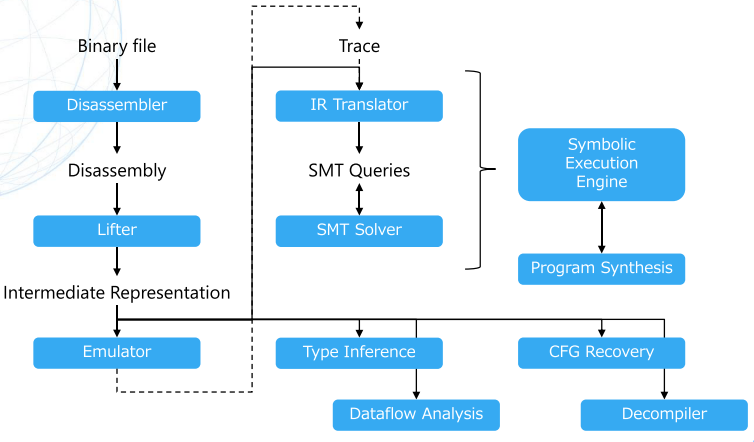 Binary file
Trace
Disassembler
IR Translator
Symbolic
Execution
Engine
Disassembly
SMT Queries
Lifter
SMT Solver
Program Synthesis
Intermediate Representation
Emulator
Type Inference
CFG Recovery
Dataflow Analysis
Decompiler